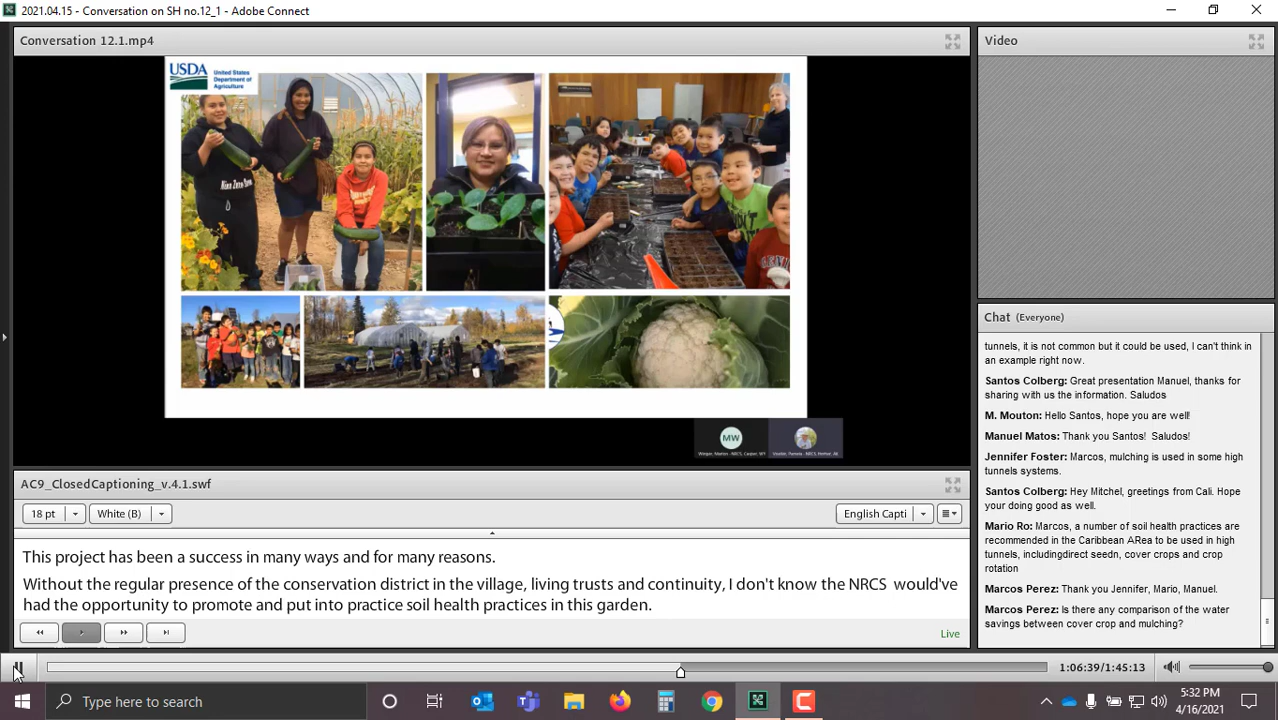 2021.04.15 - Conversation on SH no.12_1 - Adobe Connect
Conversation 12.1.mp4
USDA
United States
Department of
Agriculture
MW
AC9_ClosedCaptioning_v.4.1.swf
18 pt
White (B)
English Capti
This project has been a success in many ways and for many reasons.
Without the regular presence of the conservation district in the village, living trusts and continuity, I don't know the NRCS would've
had the opportunity to promote and put into practice soil health practices in this garden.
Live
Video
Chat (Everyone)
tunnels, it is not common but it could be used, I can't think in
an example right now.
Santos Colberg: Great presentation Manuel, thanks for
sharing with us the information. Saludos
M. Mouton: Hello Santos, hope you are well!
Manuel Matos: Thank you Santos! Saludos!
Jennifer Foster: Marcos, mulching is used in some high
tunnels systems.
Santos Colberg: Hey Mitchel, greetings from Cali. Hope
your doing good as well.
Mario Ro: Marcos, a number of soil health practices are
recommended in the Caribbean ARea to be used in high
tunnels, includingdirect seedn, cover crops and crop
rotation
Marcos Perez: Thank you Jennifer, Mario, Manuel.
Marcos Perez: Is there any comparison of the water
savings between cover crop and mulching?
1:06:39/1:45:13
Type here to search
5:32 PM
4/16/2021